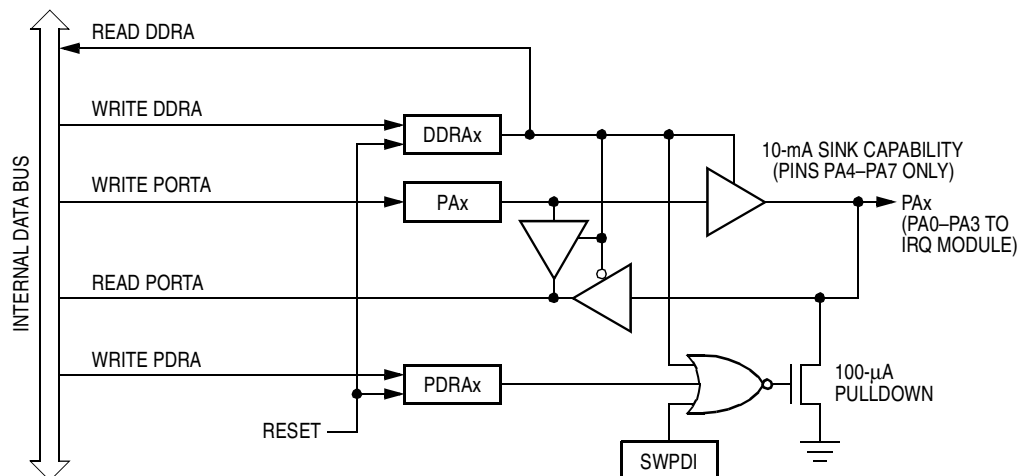 READ DDRA
WRITE DDRA
DDRAx
10-mA SINK CAPABILITY
(PINS PA4–PA7 ONLY)
WRITE PORTA
PAx
PAx
(PA0–PA3 TO
IRQ MODULE)
INTERNAL DATA BUS
READ PORTA
WRITE PDRA
PDRAx
100-µA
PULLDOWN
RESET
SWPDI